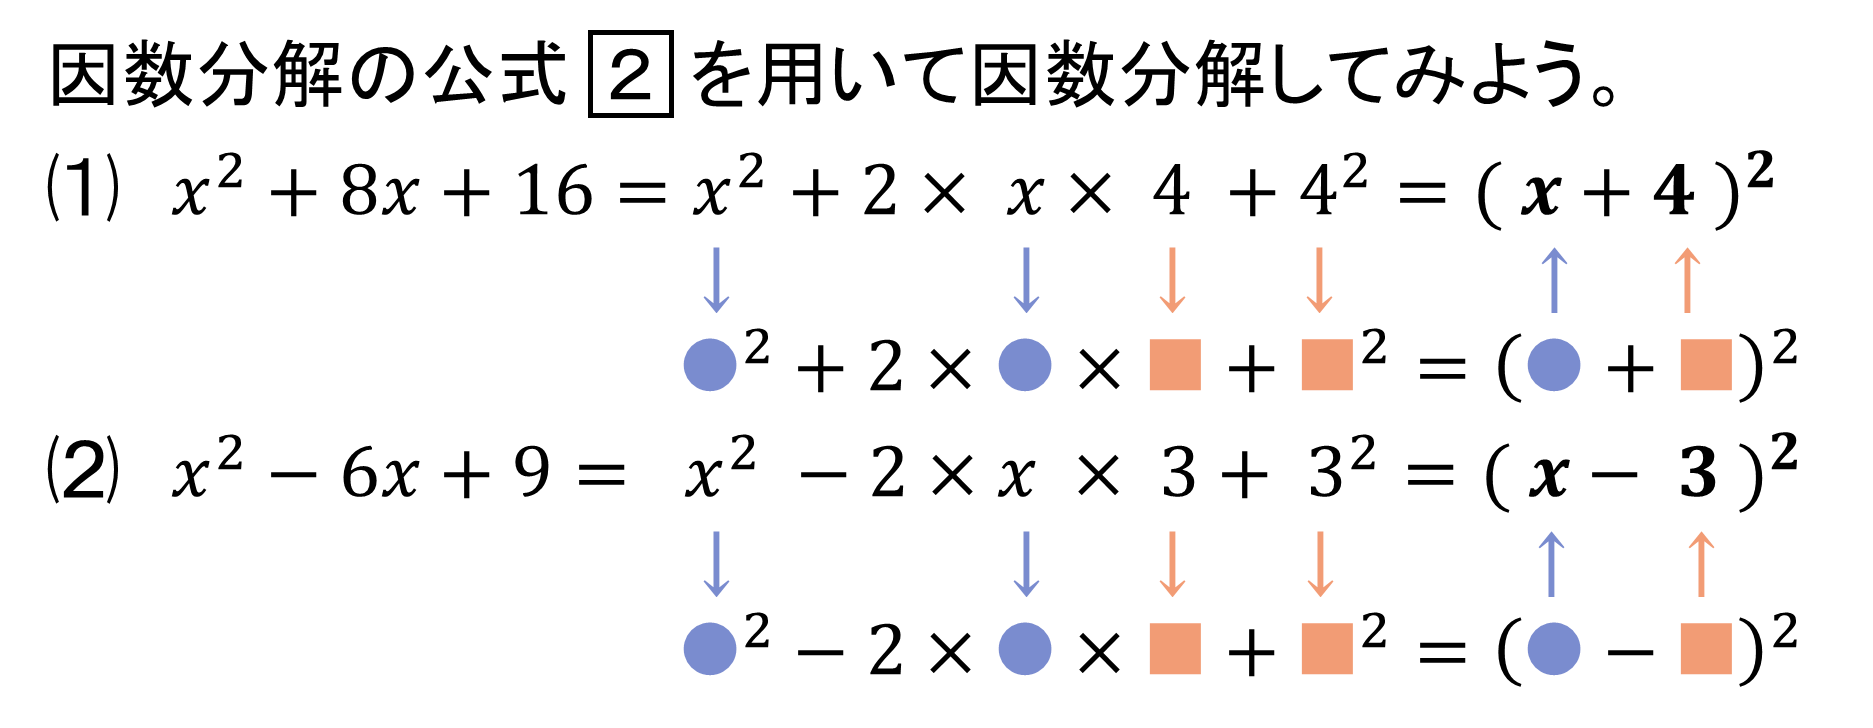 因数分解の公式 2 を用いて因数分解してみよう。
(1) x² + 8x + 16 = x² + 2 × x × 4 + 4² = ( x + 4 )²
↓ ↓ ↓ ↓ ↑ ↑
●² + 2 × ● × ■ + ■² = (● + ■)²
(2) x² − 6x + 9 = x² − 2 × x × 3 + 3² = ( x − 3 )²
↓ ↓ ↓ ↓ ↑ ↑
●² − 2 × ● × ■ + ■² = (● − ■)²